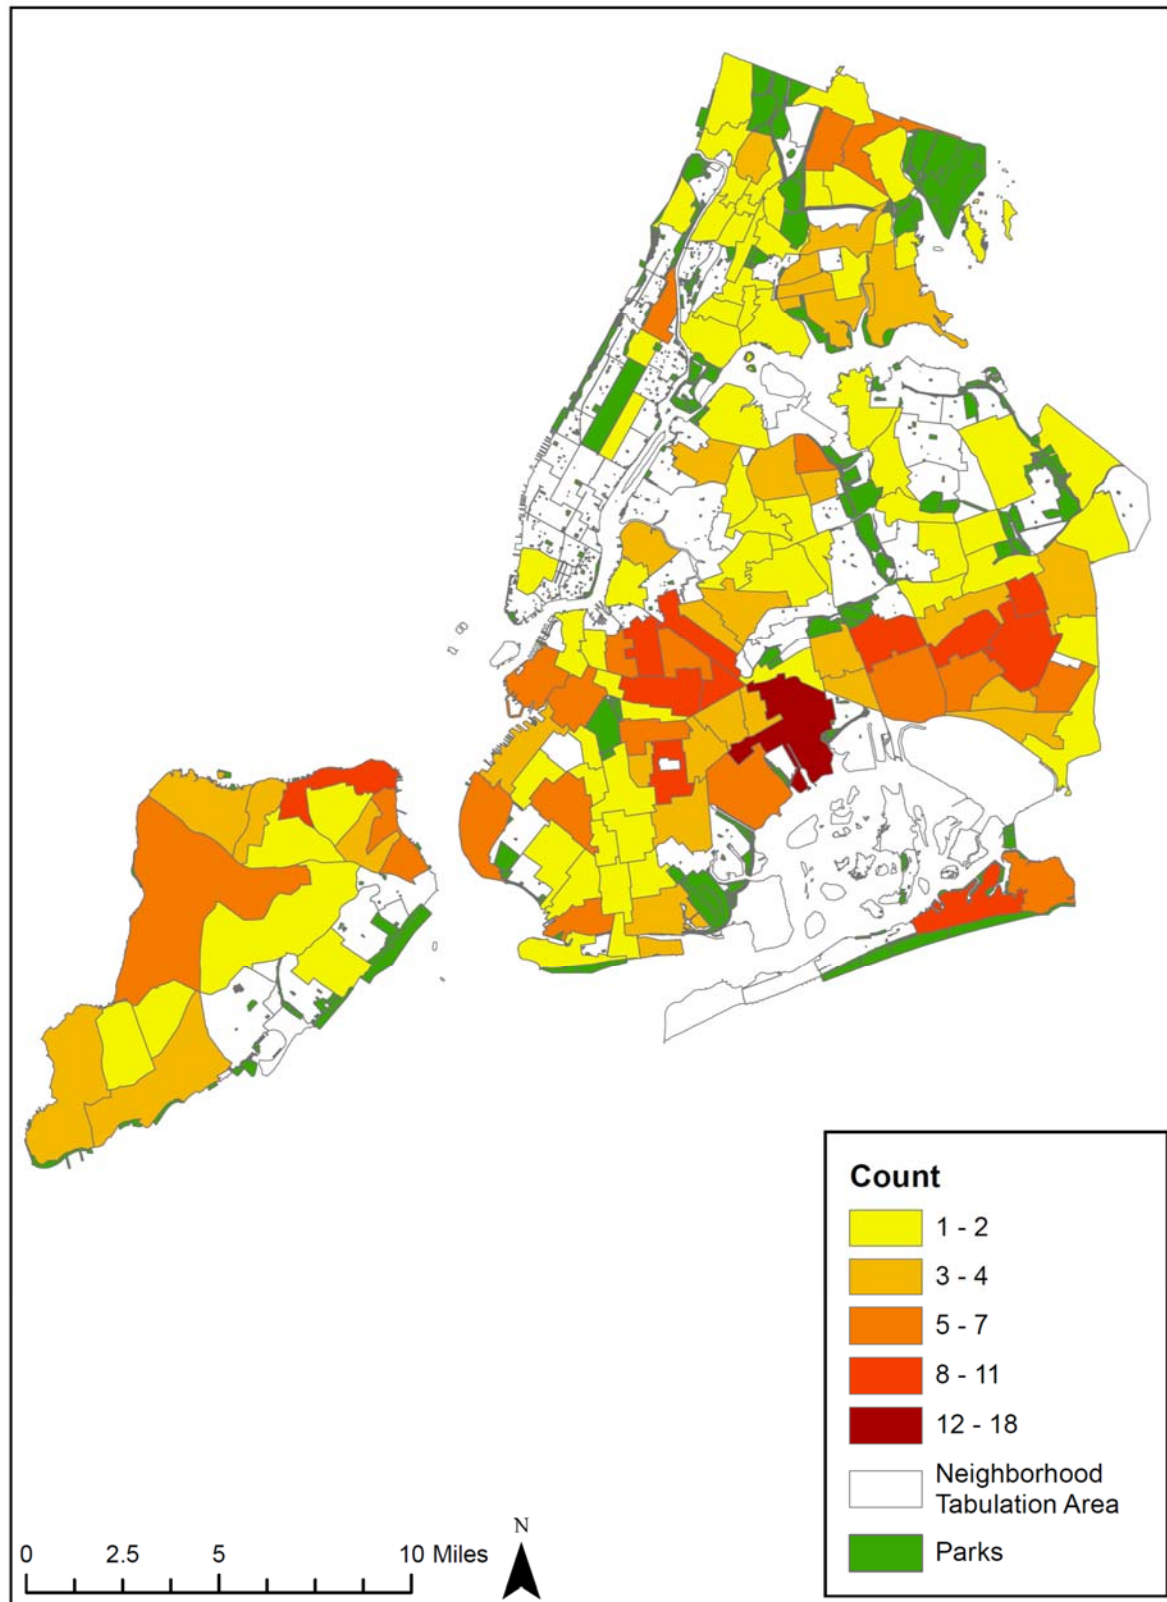 Count
1 - 2
3 - 4
5 - 7
8 - 11
12 - 18
Neighborhood
Tabulation Area
Parks
N
0 2.5 5 10 Miles